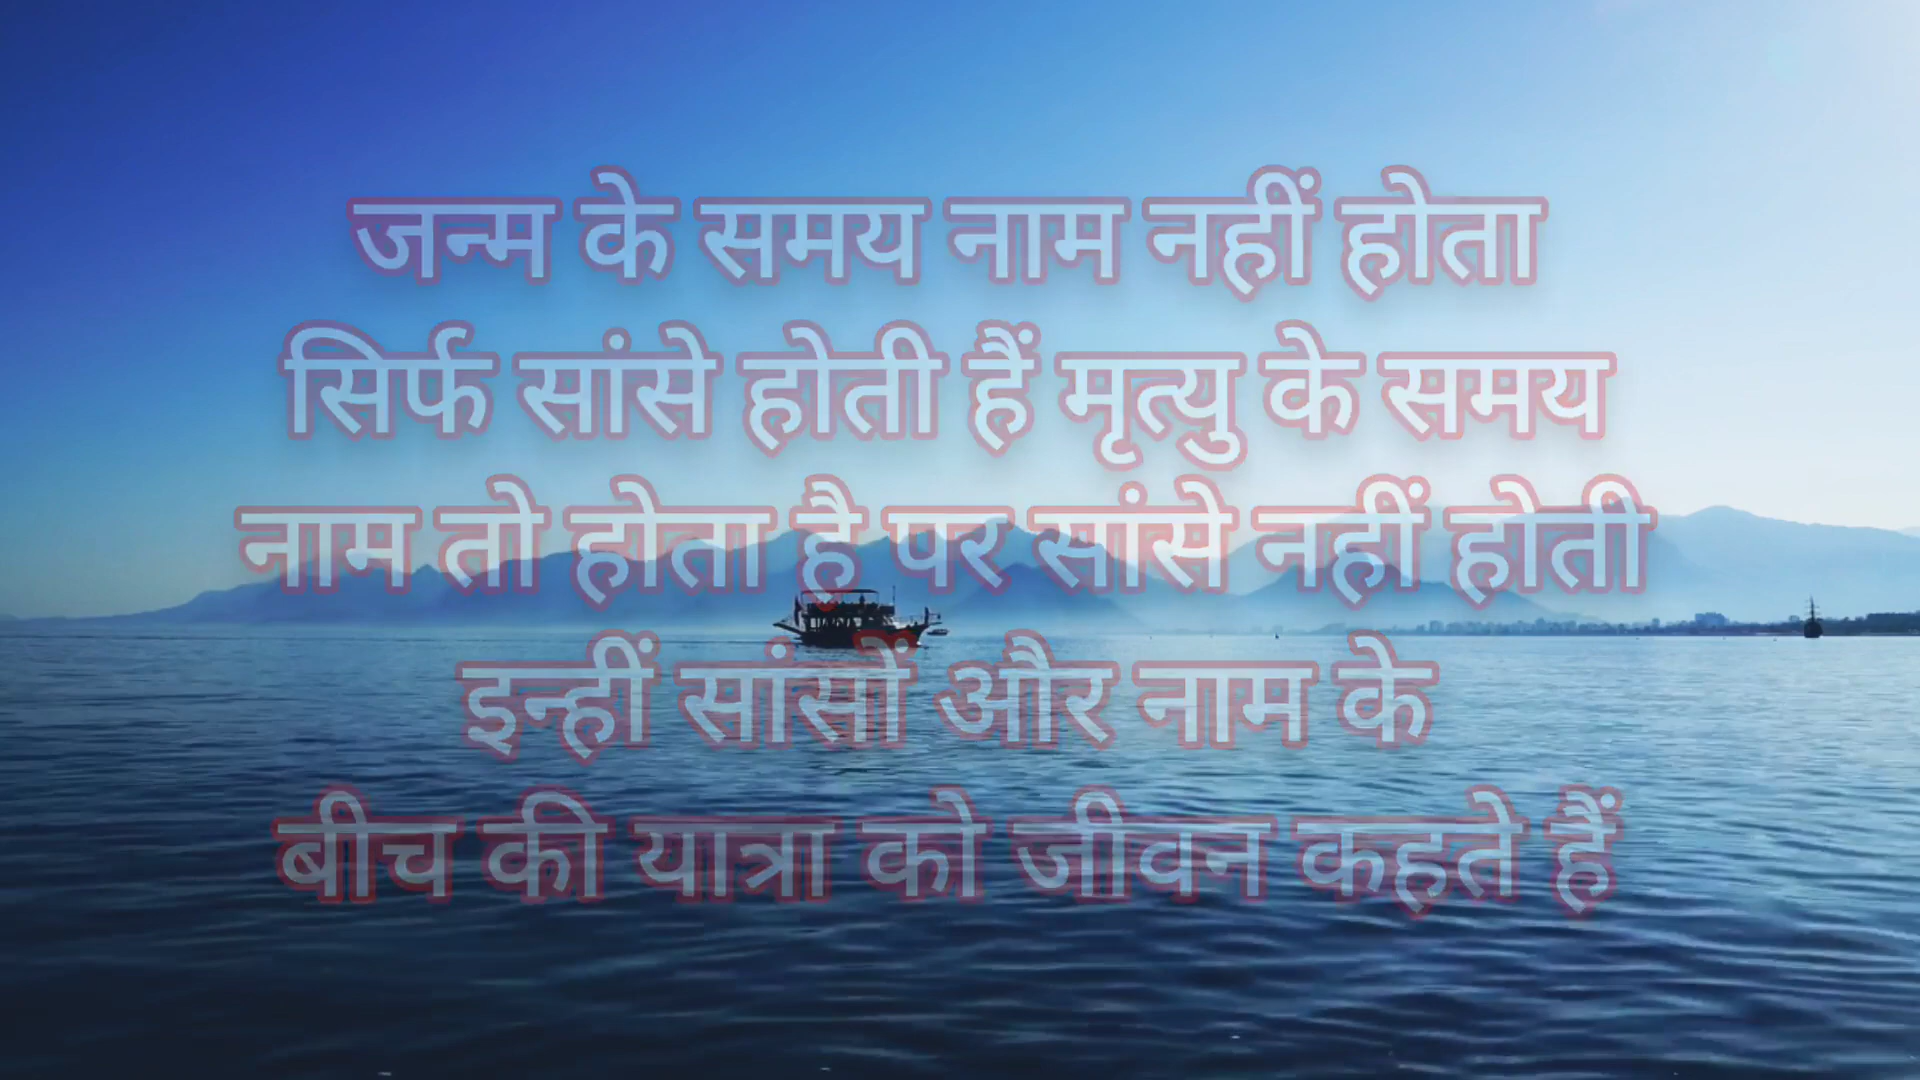 जन्म के समय नाम नहीं होता
सिर्फ सांसे होती हैं मृत्यु के समय
नाम तो होता है पर सांसे नहीं होती
इन्हीं सांसों और नाम के
बीच की यात्रा को जीवन कहते हैं